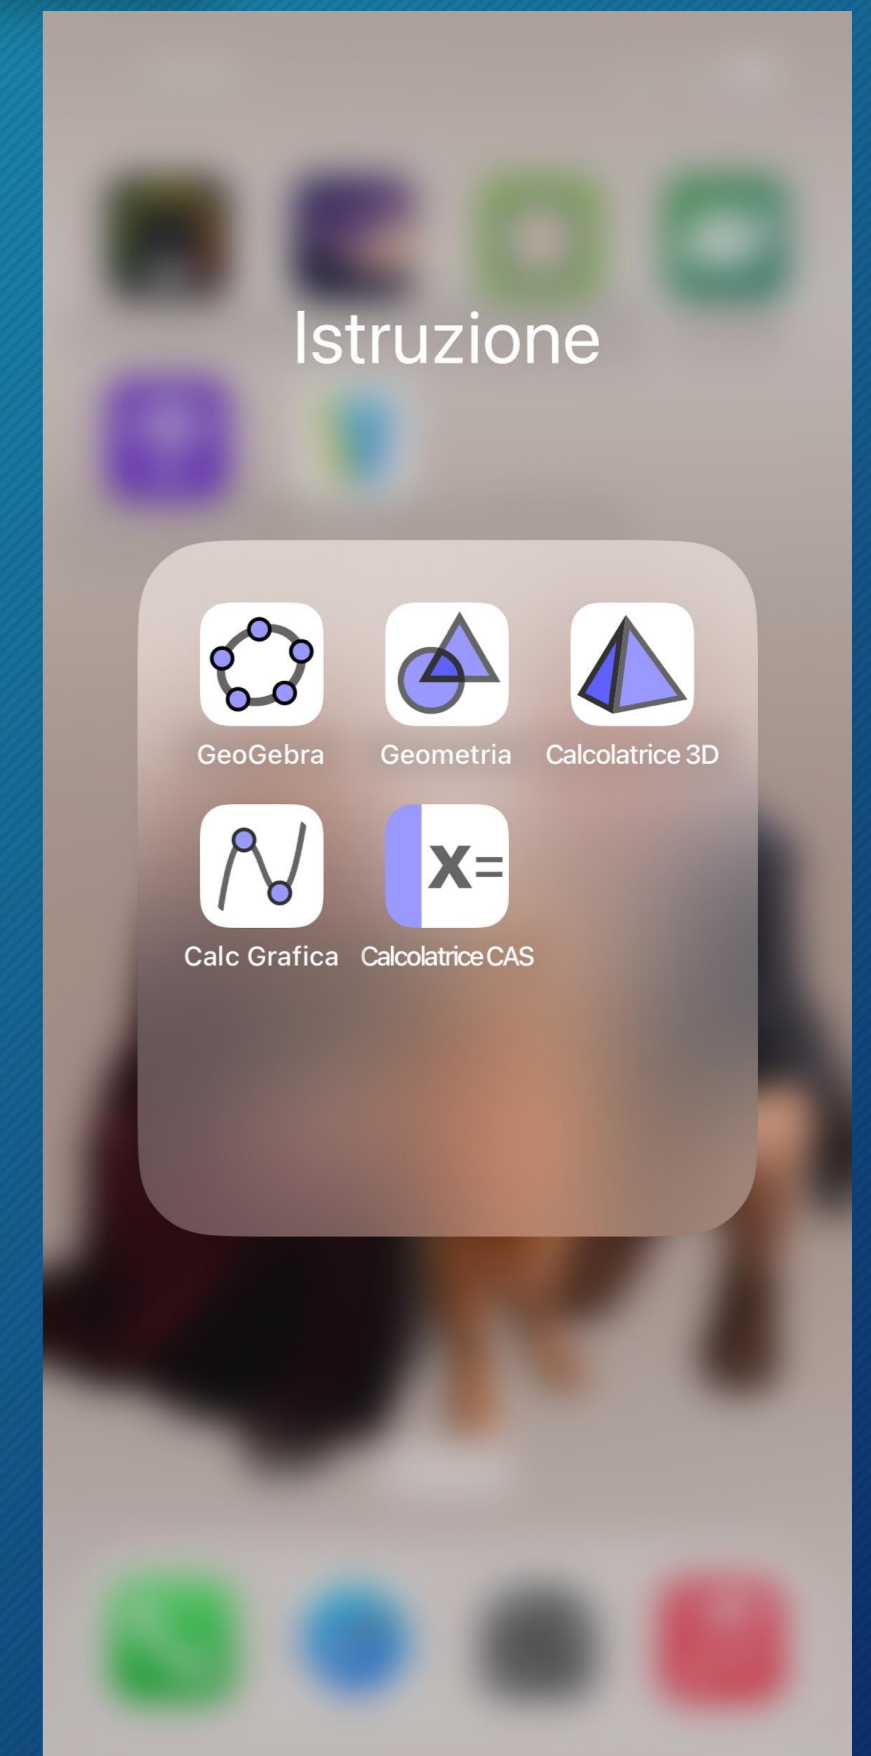 Istruzione
GeoGebra
Geometria
Calcolatrice 3D
X=
Calc Grafica
Calcolatrice CAS